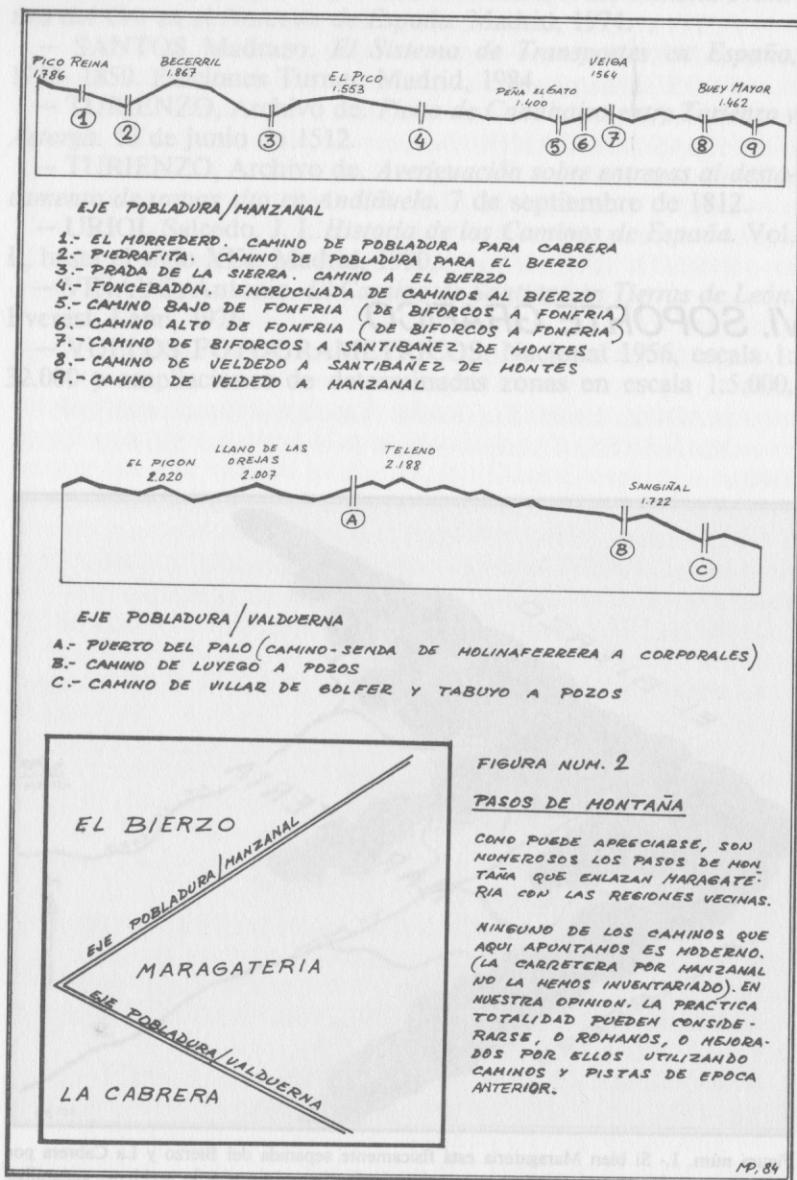 PICO REINA
1.786
BECERRIL
1.867
EL PICO
1.553
PEÑA EL GATO
1.400
VEIGA
1564
BUEY MAYOR
1.462
1 2 3 4 5 6 7 8 9
EJE POBLADURA/MANZANAL
1.- EL MORREDERO. CAMINO DE POBLADURA PARA CABRERA
2.- PIEDRAFITA. CAMINO DE POBLADURA PARA EL BIERZO
3.- PRADA DE LA SIERRA. CAMINO A EL BIERZO
4.- FONCEBADON. ENCRUCIJADA DE CAMINOS AL BIERZO
5.- CAMINO BAJO DE FONFRIA (DE BIFORCOS A FONFRIA)
6.- CAMINO ALTO DE FONFRIA (DE BIFORCOS A FONFRIA)
7.- CAMINO DE BIFORCOS A SANTIBAÑEZ DE MONTES
8.- CAMINO DE VELDEDO A SANTIBAÑEZ DE MONTES
9.- CAMINO DE VELDEDO A MANZANAL
EL PICON
2.020
LLANO DE LAS
OREJAS
2.007
TELENO
2.188
SANGIÑAL
1.722
A B C
EJE POBLADURA/VALDUERNA
A.- PUERTO DEL PALO (CAMINO-SENDA DE MOLINAFERRERA A CORPORALES)
B.- CAMINO DE LUYEGO A POZOS
C.- CAMINO DE VILLAR DE GOLFER Y TABUYO A POZOS
EL BIERZO
EJE POBLADURA/MANZANAL
MARAGATERIA
EJE POBLADURA/VALDUERNA
LA CABRERA
FIGURA NUM. 2
PASOS DE MONTAÑA
COMO PUEDE APRECIARSE, SON
NUMEROSOS LOS PASOS DE MON
TAÑA QUE ENLAZAN MARAGATE-
RIA CON LAS REGIONES VECINAS.
NINGUNO DE LOS CAMINOS QUE
AQUI APUNTAMOS ES MODERNO.
(LA CARRETERA POR MANZANAL
NO LA HEMOS INVENTARIADO). EN
NUESTRA OPINION. LA PRACTICA
TOTALIDAD PUEDEN CONSIDE-
RARSE, O ROMANOS, O MEJORA-
DOS POR ELLOS UTILIZANDO
CAMINOS Y PISTAS DE EPOCA
ANTERIOR.
MP, 84